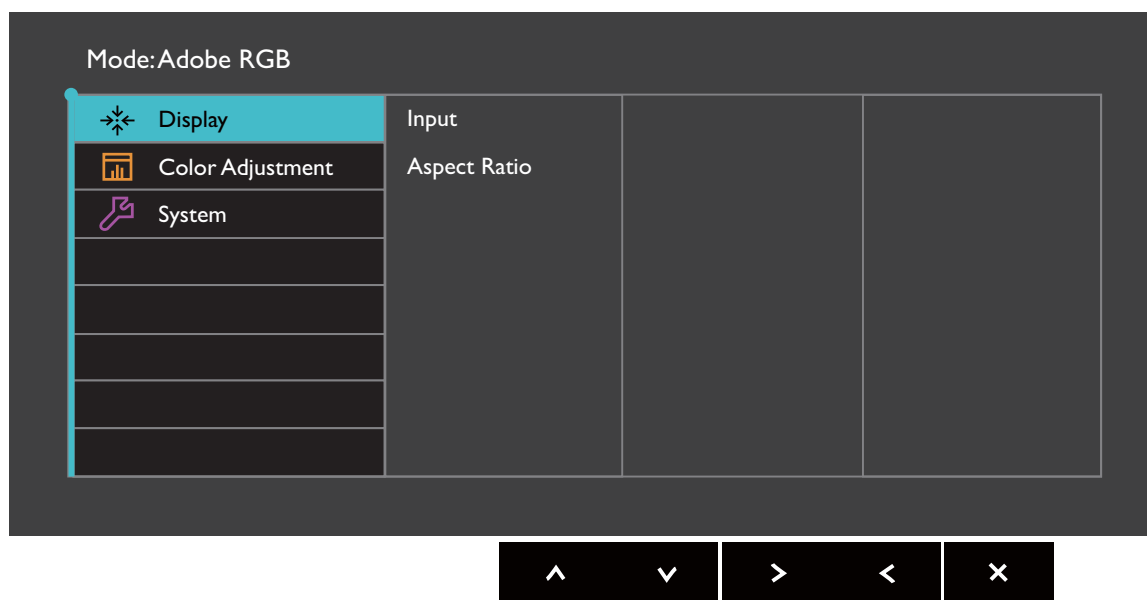 Mode: Adobe RGB
Display
Input
Color Adjustment
Aspect Ratio
System